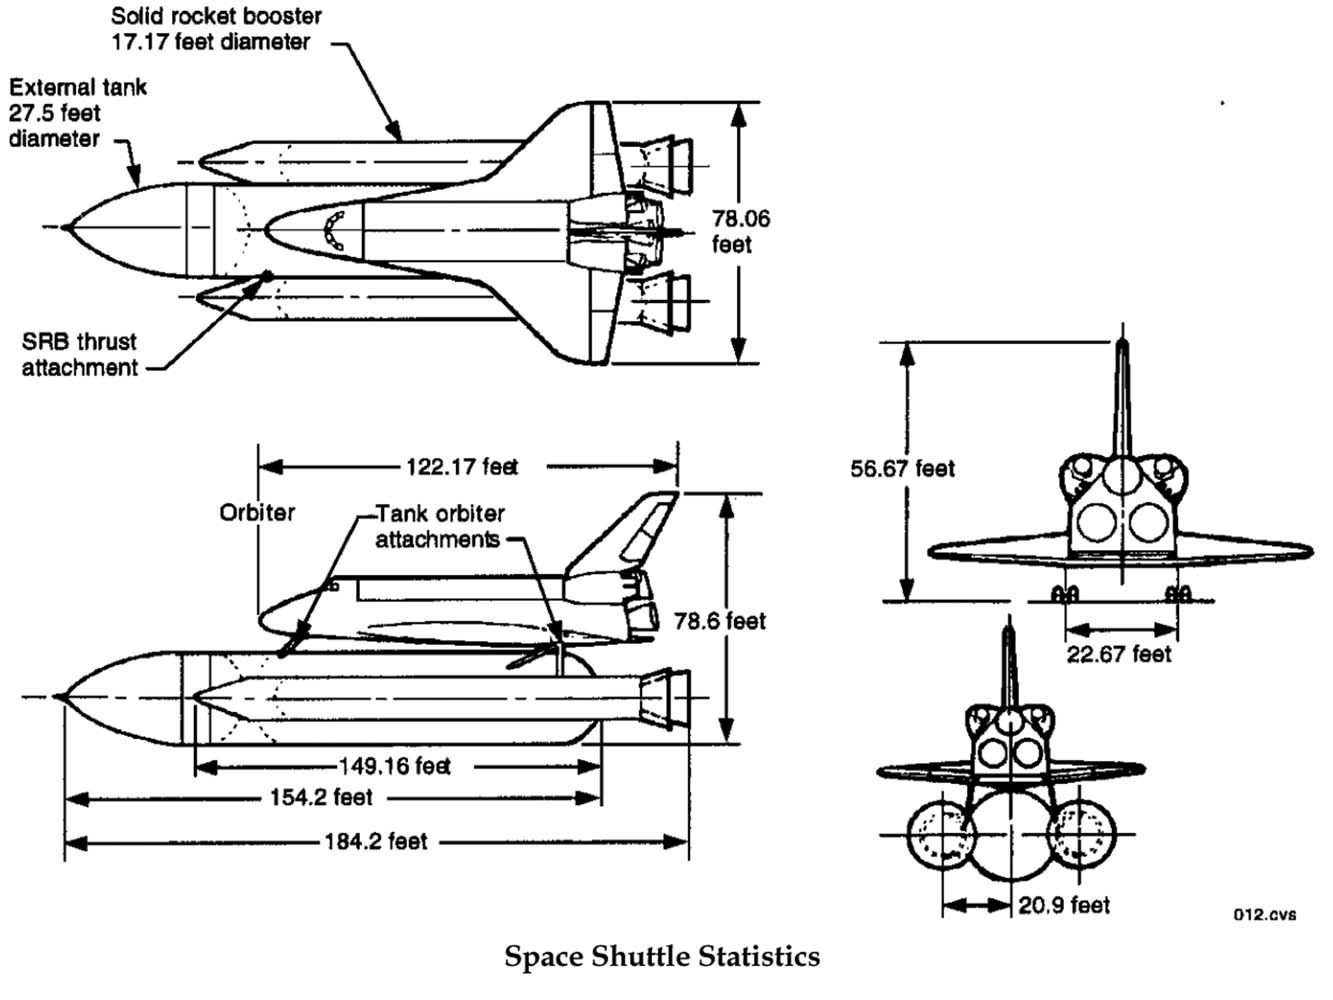 Solid rocket booster
17.17 feet diameter
External tank
27.5 feet
diameter
78.06
feet
SRB thrust
attachment
122.17 feet
Orbiter
Tank orbiter
attachments
78.6 feet
149.16 feet
154.2 feet
184.2 feet
56.67 feet
22.67 feet
20.9 feet
012.cvs
Space Shuttle Statistics